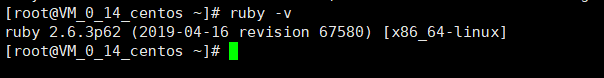 [root@VM_0_14_centos ~]# ruby -v
ruby 2.6.3p62 (2019-04-16 revision 67580) [x86_64-linux]
[root@VM_0_14_centos ~]#